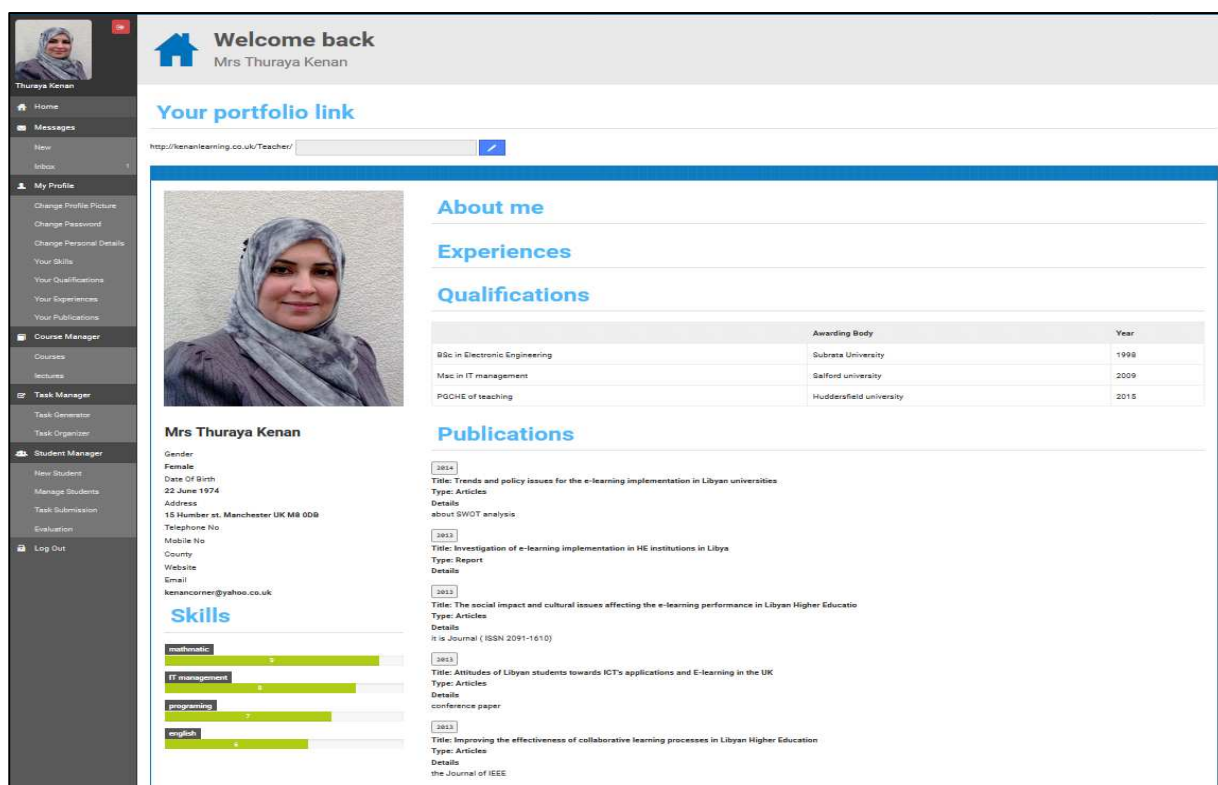 Thuraya Kenan
Home
Messages
New
Inbox 1
My Profile
Change Profile Picture
Change Password
Change Personal Details
Your Skills
Your Qualifications
Your Experiences
Your Publications
Course Manager
Courses
lectures
Task Manager
Task Generator
Task Organizer
Student Manager
New Student
Manage Students
Task Submission
Evaluation
Log Out
Welcome back
Mrs Thuraya Kenan
Your portfolio link
http://kenanlearning.co.uk/Teacher/
Mrs Thuraya Kenan
Gender
Female
Date Of Birth
22 June 1974
Address
15 Humber st. Manchester UK M8 0DB
Telephone No
Mobile No
County
Website
Email
kenancorner@yahoo.co.uk
Skills
mathmatic
9
IT management
8
programing
7
english
6
About me
Experiences
Qualifications
Awarding Body Year
BSc in Electronic Engineering Subrata University 1998
Msc in IT management Salford university 2009
PGCHE of teaching Huddersfield university 2015
Publications
2014
Title: Trends and policy issues for the e-learning implementation in Libyan universities
Type: Articles
Details
about SWOT analysis
2013
Title: Investigation of e-learning implementation in HE institutions in Libya
Type: Report
Details
2013
Title: The social impact and cultural issues affecting the e-learning performance in Libyan Higher Educatio
Type: Articles
Details
it is Journal ( ISSN 2091-1610)
2013
Title: Attitudes of Libyan students towards ICT's applications and E-learning in the UK
Type: Articles
Details
conference paper
2013
Title: Improving the effectiveness of collaborative learning processes in Libyan Higher Education
Type: Articles
Details
the Journal of IEEE